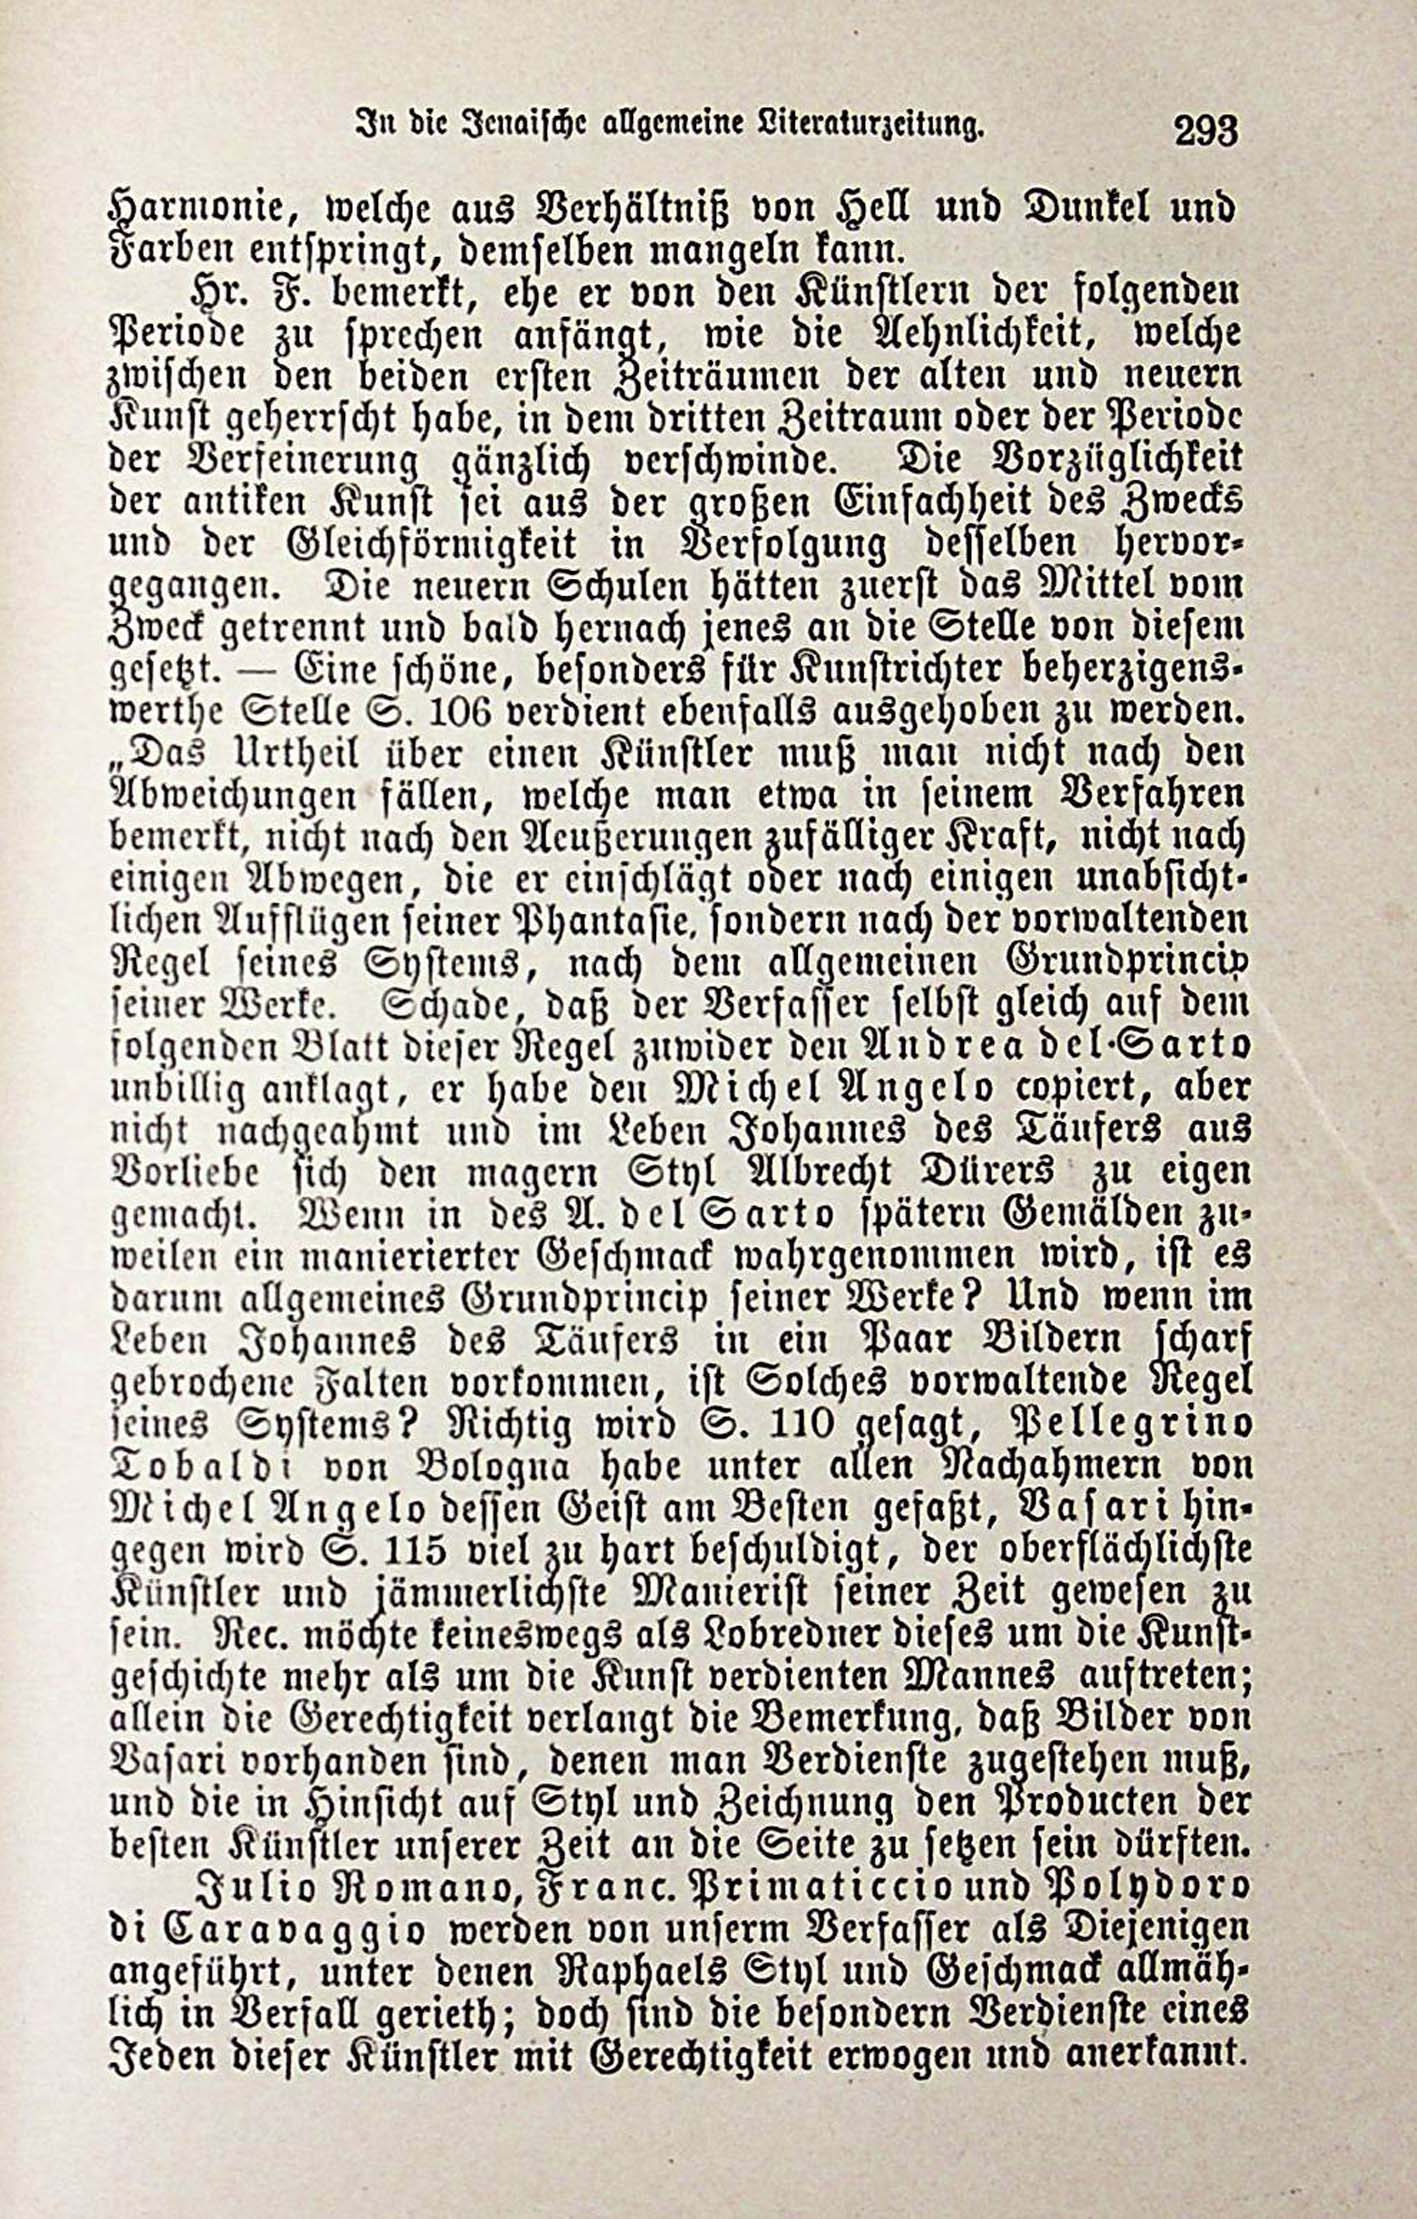 In die Jenaische allgemeine Literaturzeitung. 293
Harmonie, welche aus Verhältniß von Hell und Dunkel und
Farben entspringt, demselben mangeln kann.
Hr. F. bemerkt, ehe er von den Künstlern der folgenden
Periode zu sprechen anfängt, wie die Aehnlichkeit, welche
zwischen den beiden ersten Zeiträumen der alten und neuern
Kunst geherrscht habe, in dem dritten Zeitraum oder der Periode
der Verfeinerung gänzlich verschwinde. Die Vorzüglichkeit
der antiken Kunst sei aus der großen Einfachheit des Zwecks
und der Gleichförmigkeit in Verfolgung desselben hervor-
gegangen. Die neuern Schulen hätten zuerst das Mittel vom
Zweck getrennt und bald hernach jenes an die Stelle von diesem
gesetzt. — Eine schöne, besonders für Kunstrichter beherzigens-
werthe Stelle S. 106 verdient ebenfalls ausgehoben zu werden.
„Das Urtheil über einen Künstler muß man nicht nach den
Abweichungen fällen, welche man etwa in seinem Verfahren
bemerkt, nicht nach den Aeußerungen zufälliger Kraft, nicht nach
einigen Abwegen, die er einschlägt oder nach einigen unabsicht-
lichen Aufflügen seiner Phantasie, sondern nach der vorwaltenden
Regel seines Systems, nach dem allgemeinen Grundprincip
seiner Werke. Schade, daß der Verfasser selbst gleich auf dem
folgenden Blatt dieser Regel zuwider den Andrea del-Sarto
unbillig anklagt, er habe den Michel Angelo copiert, aber
nicht nachgeahmt und im Leben Johannes des Täufers aus
Vorliebe sich den magern Styl Albrecht Dürers zu eigen
gemacht. Wenn in des A. del Sarto spätern Gemälden zu-
weilen ein manierierter Geschmack wahrgenommen wird, ist es
darum allgemeines Grundprincip seiner Werke? Und wenn im
Leben Johannes des Täufers in ein Paar Bildern scharf
gebrochene Falten vorkommen, ist Solches vorwaltende Regel
seines Systems? Richtig wird S. 110 gesagt, Pellegrino
Tobaldi von Bologna habe unter allen Nachahmern von
Michel Angelo dessen Geist am Besten gefaßt, Vasari hin-
gegen wird S. 115 viel zu hart beschuldigt, der oberflächlichste
Künstler und jämmerlichste Manierist seiner Zeit gewesen zu
sein. Rec. möchte keineswegs als Lobredner dieses um die Kunst-
geschichte mehr als um die Kunst verdienten Mannes auftreten;
allein die Gerechtigkeit verlangt die Bemerkung, daß Bilder von
Vasari vorhanden sind, denen man Verdienste zugestehen muß,
und die in Hinsicht auf Styl und Zeichnung den Producten der
besten Künstler unserer Zeit an die Seite zu setzen sein dürften.
Julio Romano, Franc. Primaticcio und Polydoro
di Caravaggio werden von unserm Verfasser als Diejenigen
angeführt, unter denen Raphaels Styl und Geschmack allmäh-
lich in Verfall gerieth; doch sind die besondern Verdienste eines
Jeden dieser Künstler mit Gerechtigkeit erwogen und anerkannt.